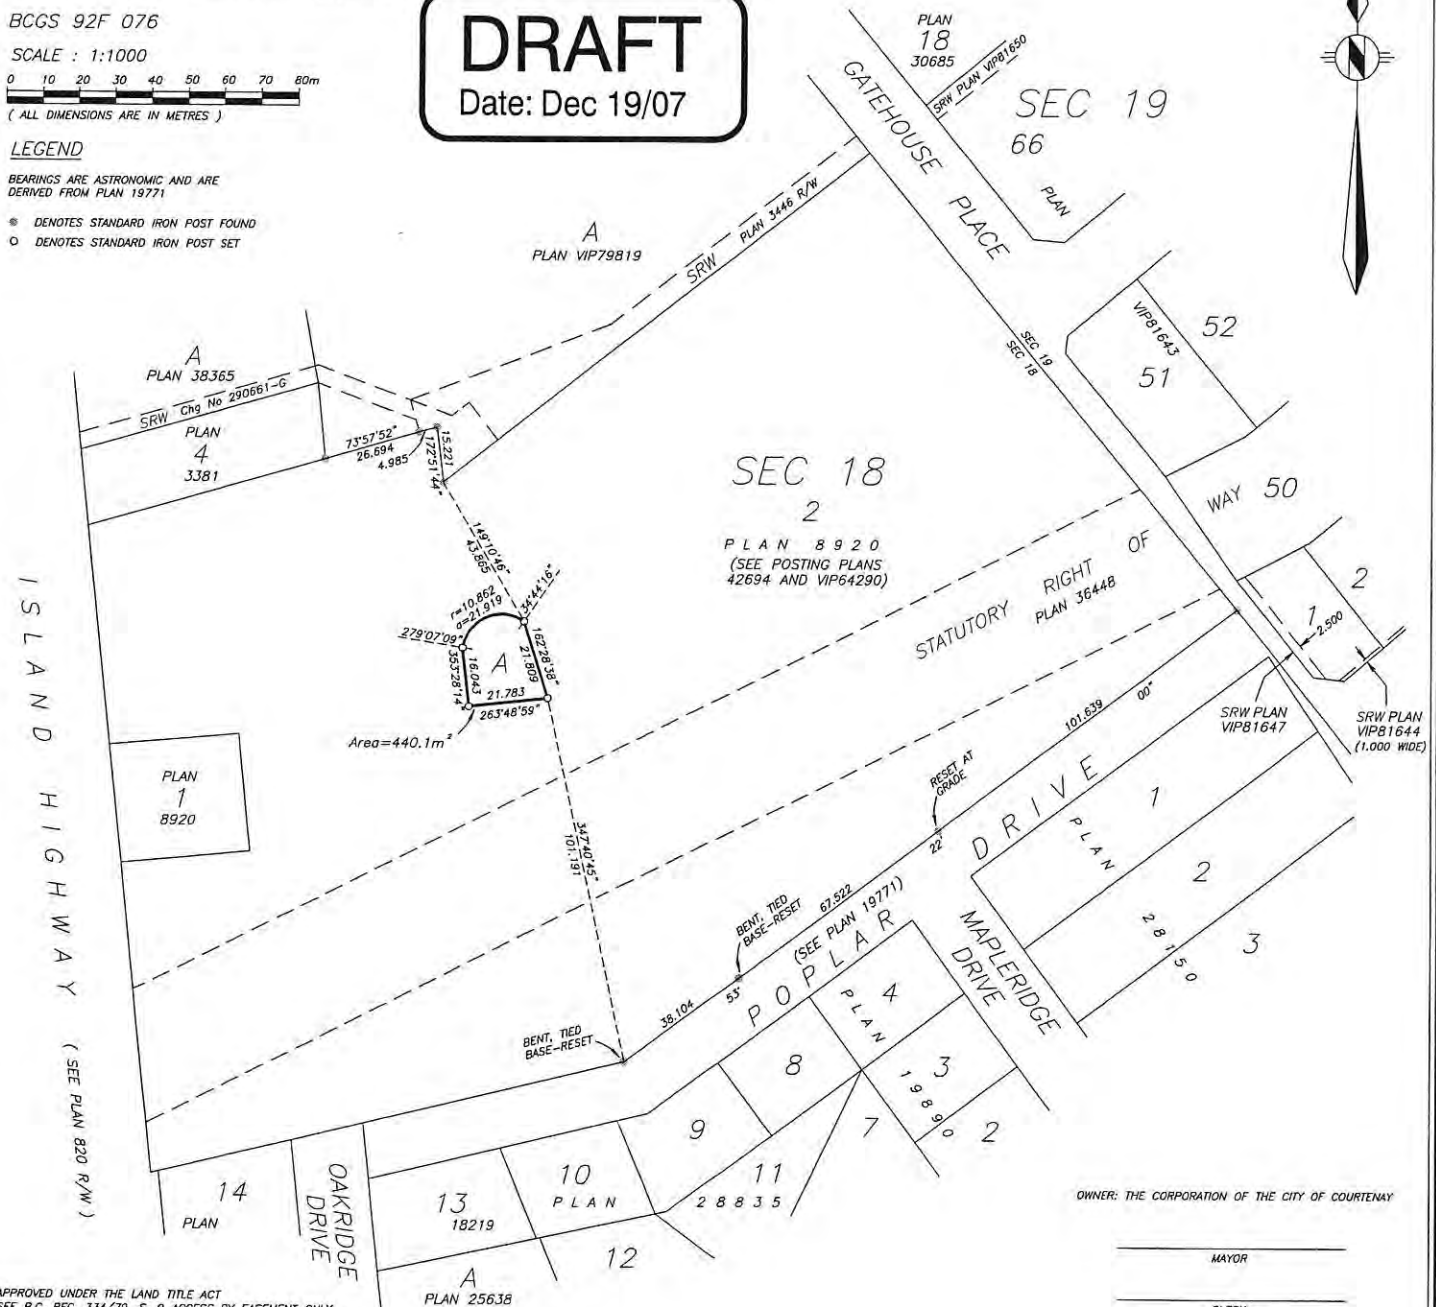 BCGS 92F 076
SCALE : 1:1000
0 10 20 30 40 50 60 70 80m
( ALL DIMENSIONS ARE IN METRES )
LEGEND
BEARINGS ARE ASTRONOMIC AND ARE
DERIVED FROM PLAN 19771
DENOTES STANDARD IRON POST FOUND
DENOTES STANDARD IRON POST SET
DRAFT
Date: Dec 19/07
PLAN
18
30685
SRW PLAN VIP81650
SEC 19
66
PLAN
GATEHOUSE PLACE
A
PLAN VIP79819
SRW PLAN 3446 R/W
SEC 19
SEC 18
VIP81643
52
51
A
PLAN 38365
SRW Chg No 290661-G
PLAN
4
3381
73°57'52"
26.694
4.985
15.221
172°51'44"
149°10'46"
43.865
34°44'16"
r=10.862
a=21.919
279°07'09"
353°28'14"
16.043
A
162°28'38"
21.809
21.783
263°48'59"
Area=440.1m²
SEC 18
2
PLAN 8920
(SEE POSTING PLANS
42694 AND VIP64290)
STATUTORY RIGHT OF WAY
PLAN 36448
50
2
1
2.500
SRW PLAN
VIP81647
SRW PLAN
VIP81644
(1.000 WIDE)
ISLAND HIGHWAY (SEE PLAN 820 R/W)
PLAN
1
8920
347°40'45"
101.191
101.639
00"
RESET AT
GRADE
22'
67.522
BENT, TIED
BASE-RESET
53°
38.104
BENT, TIED
BASE-RESET
(SEE PLAN 19771)
POPLAR DRIVE
1
PLAN
2
28150
3
MAPLERIDGE
DRIVE
4
PLAN
3
19890
2
8
7
9
11
28835
10
PLAN
12
13
18219
14
PLAN
OAKRIDGE
DRIVE
A
PLAN 25638
OWNER: THE CORPORATION OF THE CITY OF COURTENAY
MAYOR
APPROVED UNDER THE LAND TITLE ACT